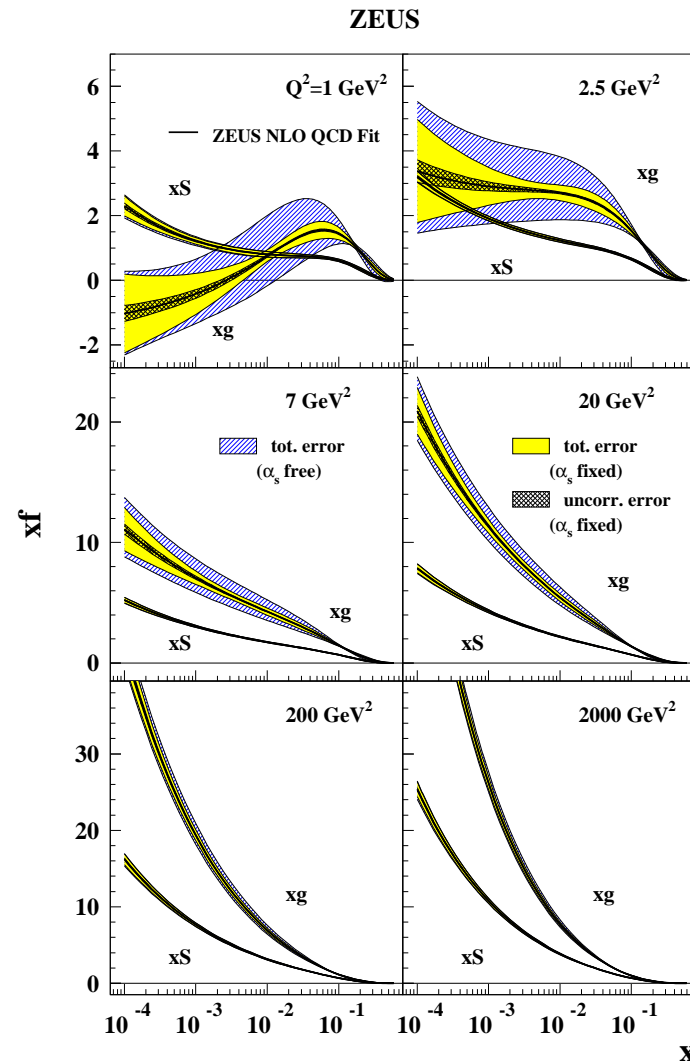 ZEUS
Q²=1 GeV²
2.5 GeV²
ZEUS NLO QCD Fit
xS
xg
xg
xS
6
4
2
0
-2
7 GeV²
20 GeV²
tot. error
(αs free)
tot. error
(αs fixed)
uncorr. error
(αs fixed)
xg
xS
xg
xS
20
10
0
xf
200 GeV²
2000 GeV²
xg
xS
xg
xS
30
20
10
0
10⁻⁴ 10⁻³ 10⁻² 10⁻¹ 10⁻⁴ 10⁻³ 10⁻² 10⁻¹
x